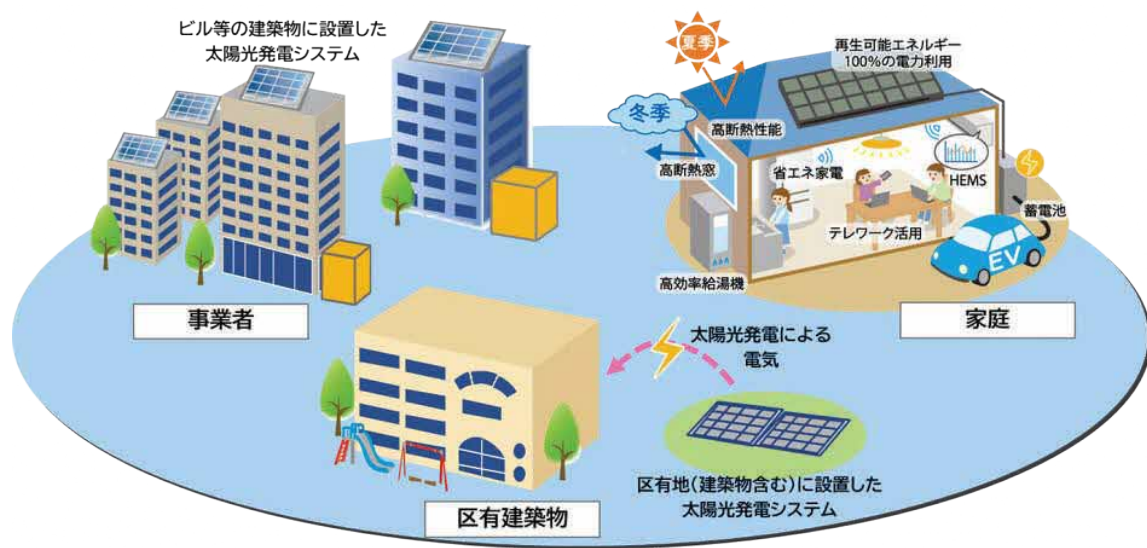 ビル等の建築物に設置した
太陽光発電システム
事業者
夏季
再生可能エネルギー
100%の電力利用
冬季
高断熱性能
高断熱窓
省エネ家電
HEMS
テレワーク活用
蓄電池
EV
高効率給湯機
家庭
太陽光発電による
電気
区有地(建築物含む)に設置した
太陽光発電システム
区有建築物